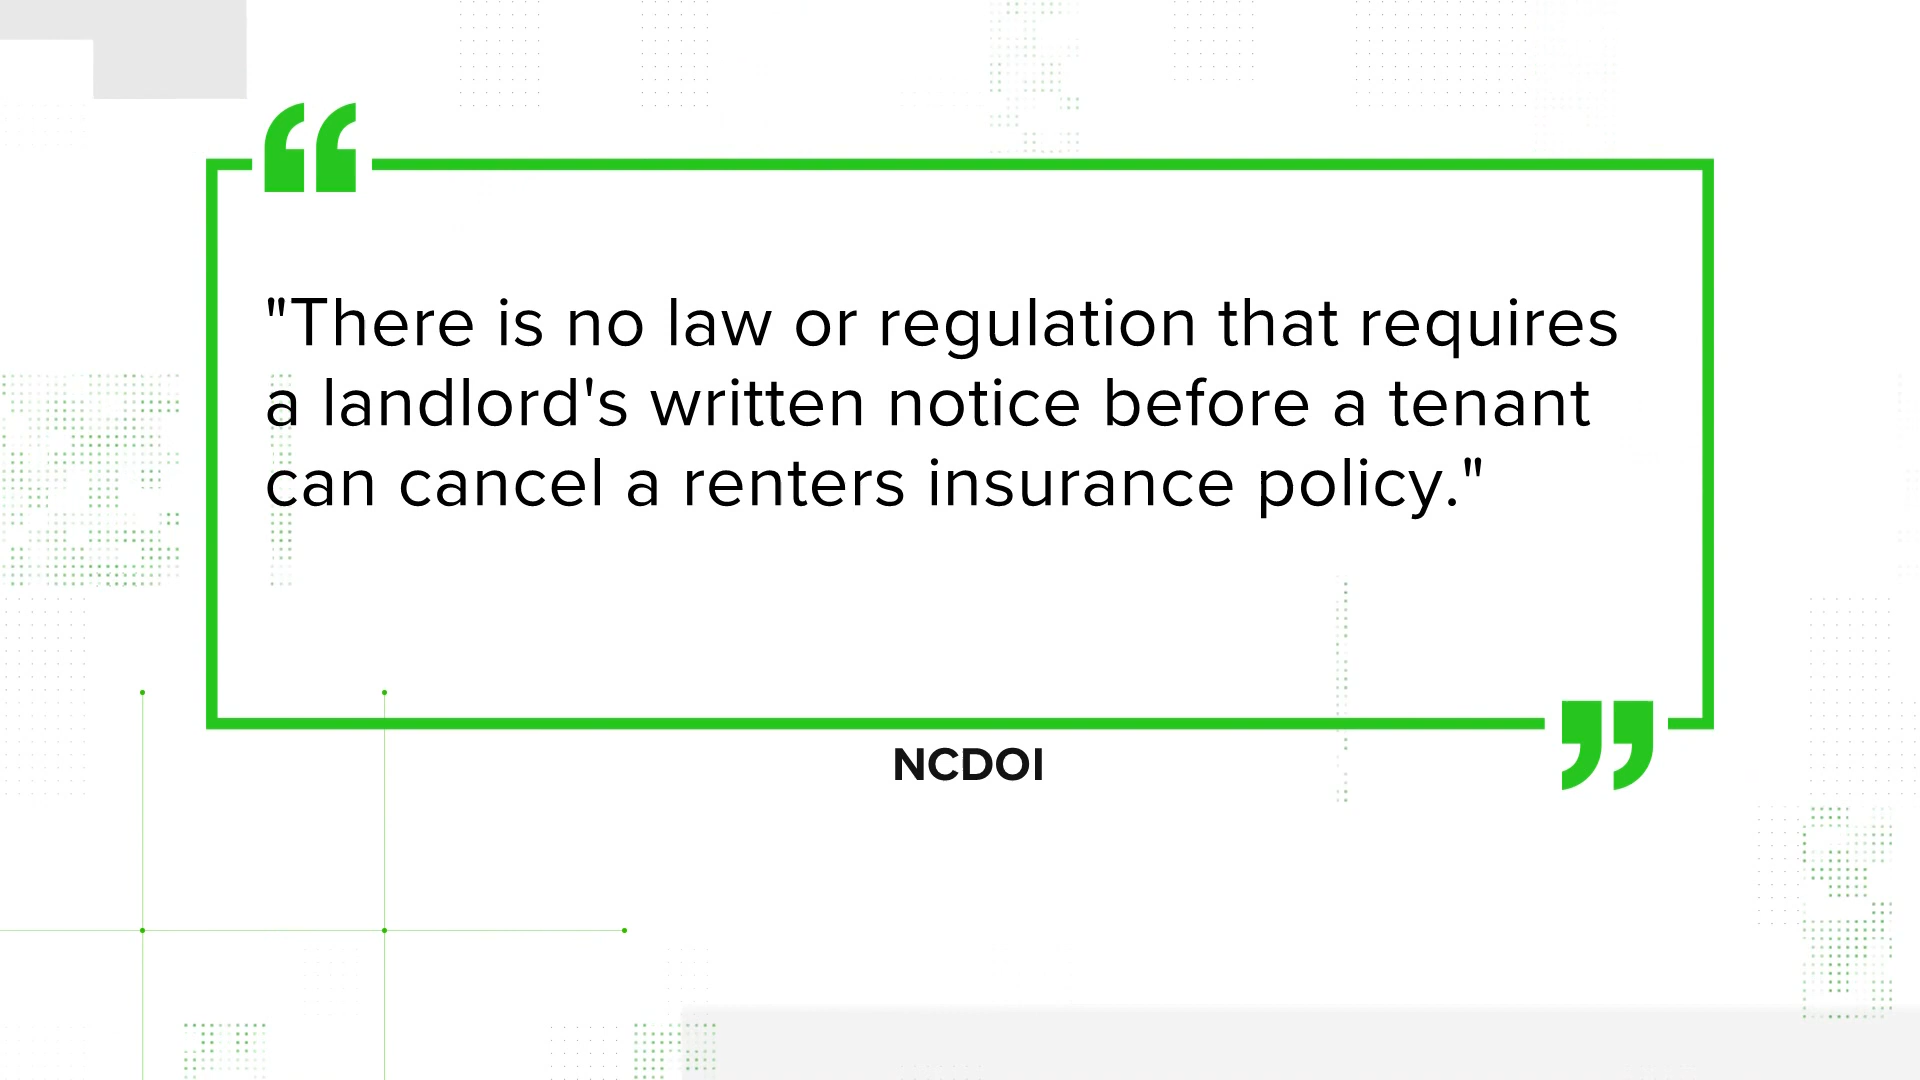 "There is no law or regulation that requires
a landlord's written notice before a tenant
can cancel a renters insurance policy."
NCDOI